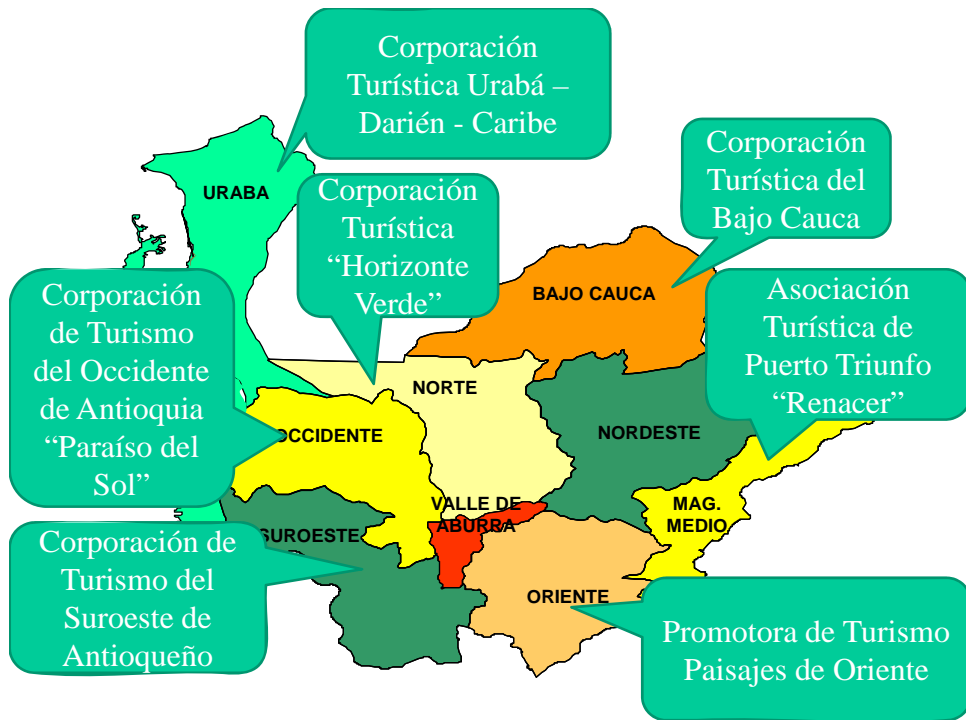 Corporación
Turística Urabá –
Darién - Caribe
Corporación
Turística del
Bajo Cauca
URABA
Corporación
Turística
“Horizonte
Verde”
BAJO CAUCA
Corporación
de Turismo
del Occidente
de Antioquia
“Paraíso del
Sol”
Asociación
Turística de
Puerto Triunfo
“Renacer”
NORTE
OCCIDENTE
NORDESTE
VALLE DE
ABURRA
MAG.
MEDIO
SUROESTE
Corporación de
Turismo del
Suroeste de
Antioqueño
ORIENTE
Promotora de Turismo
Paisajes de Oriente